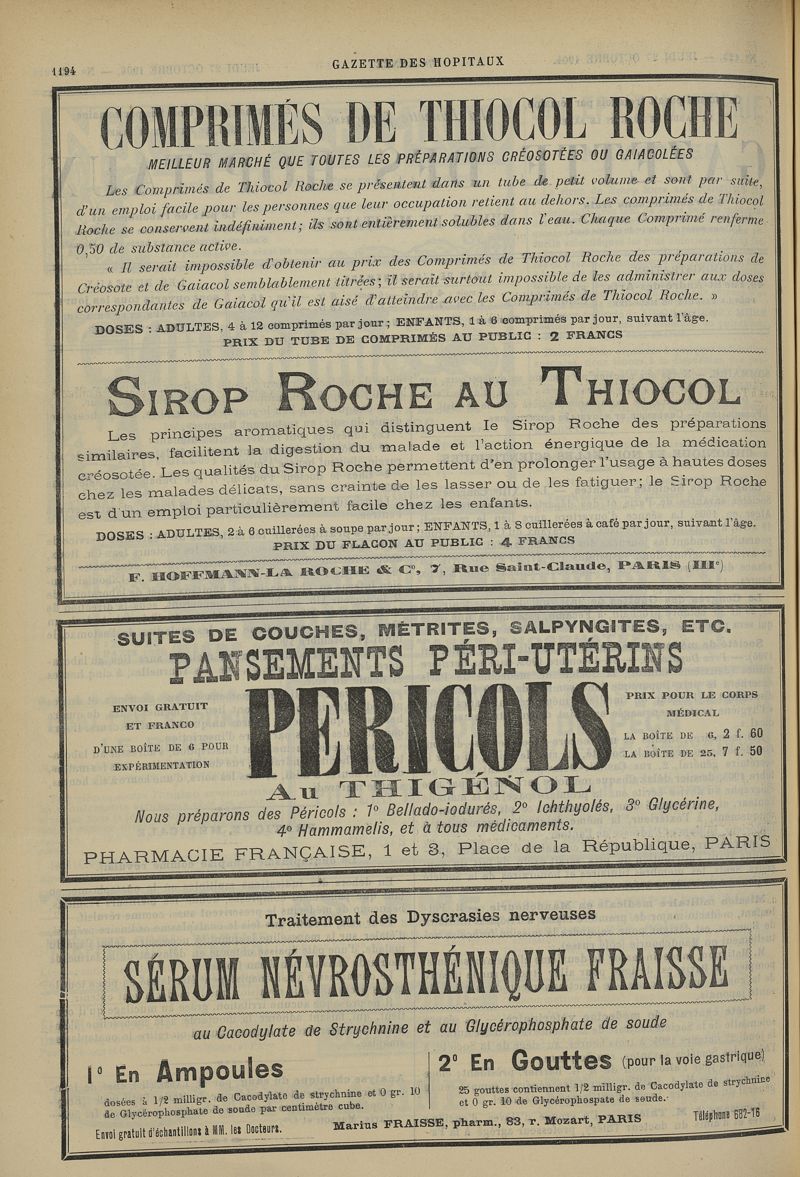 1194
GAZETTE DES HOPITAUX
COMPRIMÉS DE THIOCOL ROCHE
MEILLEUR MARCHÉ QUE TOUTES LES PRÉPARATIONS CRÉOSOTÉES OU GAIACOLÉES
Les Comprimés de Thiocol Roche se présentent dans un tube de petit volume et sont par suite,
d'un emploi facile pour les personnes que leur occupation retient au dehors. Les comprimés de Thiocol
Roche se conservent indéfiniment; ils sont entièrement solubles dans l'eau. Chaque Comprimé renferme
0,50 de substance active.
« Il serait impossible d'obtenir au prix des Comprimés de Thiocol Roche des préparations de
Créosote et de Gaiacol semblablement titrées; il serait surtout impossible de les administrer aux doses
correspondantes de Gaiacol qu'il est aisé d'atteindre avec les Comprimés de Thiocol Roche. »
DOSES : ADULTES, 4 à 12 comprimés par jour; ENFANTS, 1 à 6 comprimés par jour, suivant l'âge.
PRIX DU TUBE DE COMPRIMÉS AU PUBLIC : 2 FRANCS
SIROP ROCHE AU THIOCOL
Les principes aromatiques qui distinguent le Sirop Roche des préparations
similaires, facilitent la digestion du malade et l'action énergique de la médication
créosotée. Les qualités du Sirop Roche permettent d'en prolonger l'usage à hautes doses
chez les malades délicats, sans crainte de les lasser ou de les fatiguer; le Sirop Roche
est d'un emploi particulièrement facile chez les enfants.
DOSES : ADULTES, 2 à 6 cuillerées à soupe par jour; ENFANTS, 1 à 3 cuillerées à café par jour, suivant l'âge.
PRIX DU FLACON AU PUBLIC : 4 FRANCS
F. HOFFMANN-LA ROCHE & Cº, 7, Rue Saint-Claude, PARIS (IIIe)
SUITES DE COUCHES, MÉTRITES, SALPYNGITES, ETC.
PANSEMENTS PÉRI-UTÉRINS
ENVOI GRATUIT
ET FRANCO
D'UNE BOÎTE DE 6 POUR
EXPÉRIMENTATION
PERICOLS
PRIX POUR LE CORPS
MÉDICAL
LA BOÎTE DE 6, 2 f. 60
LA BOÎTE DE 25, 7 f. 50
Au THIGÉNOL
Nous préparons des Péricols : 1º Bellado-iodurés, 2º Ichthyolés, 3º Glycérine,
4º Hammamelis, et à tous médicaments.
PHARMACIE FRANÇAISE, 1 et 3, Place de la République, PARIS
Traitement des Dyscrasies nerveuses
SÉRUM NÉVROSTHÉNIQUE FRAISSE
au Cacodylate de Strychnine et au Glycérophosphate de soude
1º En Ampoules
dosées à 1/2 milligr. de Cacodylate de strychnine et 0 gr. 10
de Glycérophosphate de soude par centimètre cube.
2º En Gouttes (pour la voie gastrique)
25 gouttes contiennent 1/2 milligr. de Cacodylate de strychnine
et 0 gr. 10 de Glycérophospate de soude.
Envoi gratuit d'échantillons à MM. les Docteurs.
Marius FRAISSE, pharm., 83, r. Mozart, PARIS
Téléphone 682-16